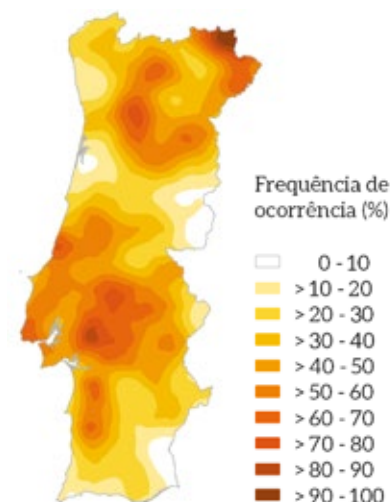 Frequência de
ocorrência (%)
0 - 10
> 10 - 20
> 20 - 30
> 30 - 40
> 40 - 50
> 50 - 60
> 60 - 70
> 70 - 80
> 80 - 90
> 90 - 100